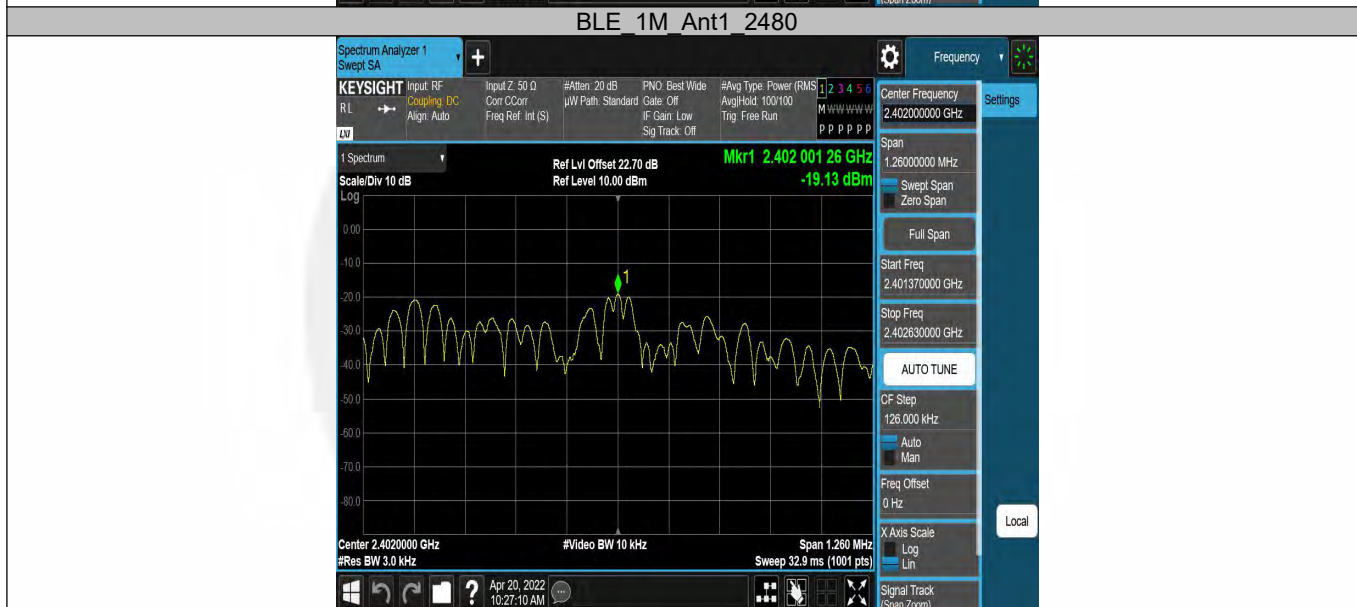 (Span Zoom)
BLE_1M_Ant1_2480
Spectrum Analyzer 1
Swept SA
+
Frequency
KEYSIGHT
RL
LXI
Input: RF
Coupling: DC
Align: Auto
Input Z: 50 Ω
Corr CCorr
Freq Ref: Int (S)
#Atten: 20 dB
µW Path: Standard
PNO: Best Wide
Gate: Off
IF Gain: Low
Sig Track: Off
#Avg Type: Power (RMS
Avg|Hold: 100/100
Trig: Free Run
1 2 3 4 5 6
M W W W W W
P P P P P P
1 Spectrum
Scale/Div 10 dB
Ref Lvl Offset 22.70 dB
Ref Level 10.00 dBm
Mkr1 2.402 001 26 GHz
-19.13 dBm
Log
0.00
-10.0
-20.0
-30.0
-40.0
-50.0
-60.0
-70.0
-80.0
1
Center 2.4020000 GHz
#Res BW 3.0 kHz
#Video BW 10 kHz
Span 1.260 MHz
Sweep 32.9 ms (1001 pts)
Center Frequency
2.402000000 GHz
Settings
Span
1.26000000 MHz
Swept Span
Zero Span
Full Span
Start Freq
2.401370000 GHz
Stop Freq
2.402630000 GHz
AUTO TUNE
CF Step
126.000 kHz
Auto
Man
Freq Offset
0 Hz
Local
X Axis Scale
Log
Lin
Signal Track
(Span Zoom)
?
Apr 20, 2022
10:27:10 AM